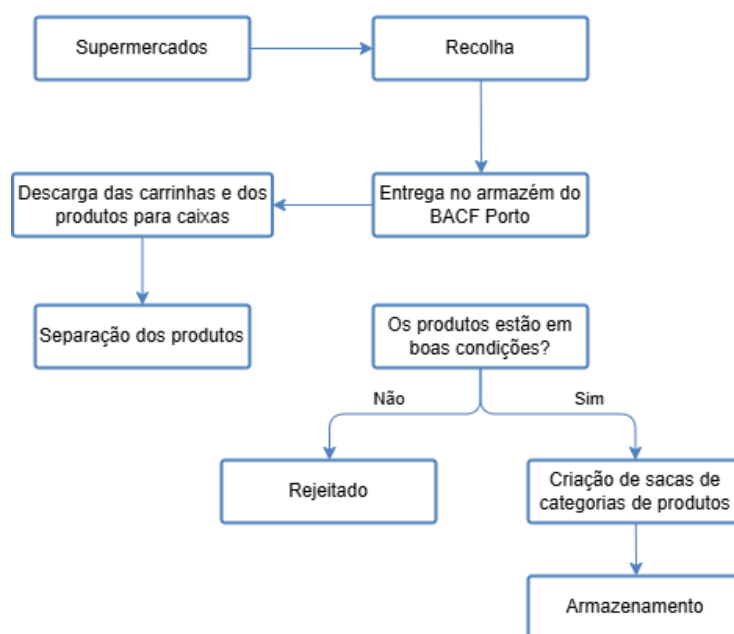 Supermercados
Recolha
Descarga das carrinhas e dos
produtos para caixas
Entrega no armazém do
BACF Porto
Separação dos produtos
Os produtos estão em
boas condições?
Não
Sim
Rejeitado
Criação de sacas de
categorias de produtos
Armazenamento